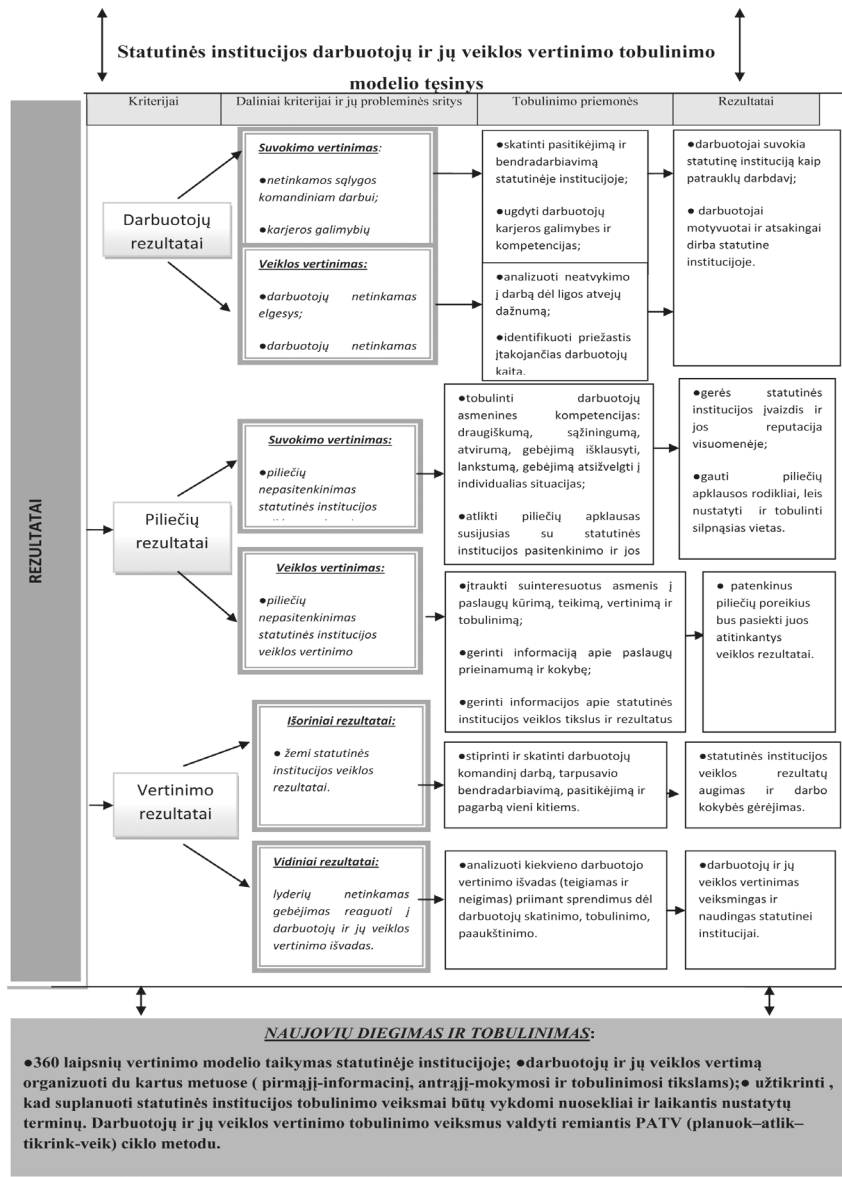 Statutinės institucijos darbuotojų ir jų veiklos vertinimo tobulinimo
modelio tęsinys
Kriterijai
Daliniai kriterijai ir jų probleminės sritys
Tobulinimo priemonės
Rezultatai
REZULTATAI
Darbuotojų
rezultatai
Suvokimo vertinimas:
●netinkamos sąlygos
komandiniam darbui;
●karjeros galimybių
●skatinti pasitikėjimą ir
bendradarbiavimą
statutinėje institucijoje;
●ugdyti darbuotojų
karjeros galimybes ir
kompetencijas;
●darbuotojai suvokia
statutinę instituciją kaip
patrauklų darbdavį;
● darbuotojai
motyvuotai ir atsakingai
dirba statutine
institucijoje.
Veiklos vertinimas:
●darbuotojų netinkamas
elgesys;
●darbuotojų netinkamas
●analizuoti neatvykimo
į darbą dėl ligos atvejų
dažnumą;
●identifikuoti priežastis
įtakojančias darbuotojų
kaitą.
Piliečių
rezultatai
Suvokimo vertinimas:
●piliečių
nepasitenkinimas
statutinės institucijos
●tobulinti darbuotojų
asmenines kompetencijas:
draugiškumą, sąžiningumą,
atvirumą, gebėjimą išklausyti,
lankstumą, gebėjimą atsižvelgti į
individualias situacijas;
●atlikti piliečių apklausas
susijusias su statutinės
institucijos pasitenkinimo ir jos
●gerės statutinės
institucijos įvaizdis ir
jos reputacija
visuomenėje;
●gauti piliečių
apklausos rodikliai, leis
nustatyti ir tobulinti
silpnąsias vietas.
Veiklos vertinimas:
●piliečių
nepasitenkinimas
statutinės institucijos
veiklos vertinimo
●įtraukti suinteresuotus asmenis į
paslaugų kūrimą, teikimą, vertinimą ir
tobulinimą;
●gerinti informaciją apie paslaugų
prieinamumą ir kokybę;
●gerinti informacijos apie statutinės
institucijos veiklos tikslus ir rezultatus
● patenkinus
piliečių poreikius
bus pasiekti juos
atitinkantys
veiklos rezultatai.
Vertinimo
rezultatai
Išoriniai rezultatai:
● žemi statutinės
institucijos veiklos
rezultatai.
●stiprinti ir skatinti darbuotojų
komandinį darbą, tarpusavio
bendradarbiavimą, pasitikėjimą ir
pagarbą vieni kitiems.
●statutinės institucijos
veiklos rezultatų
augimas ir darbo
kokybės gėrėjimas.
Vidiniai rezultatai:
lyderių netinkamas
gebėjimas reaguoti į
darbuotojų ir jų veiklos
vertinimo išvadas.
●analizuoti kiekvieno darbuotojo
vertinimo išvadas (teigiamas ir
neigimas) priimant sprendimus dėl
darbuotojų skatinimo, tobulinimo,
paaukštinimo.
●darbuotojų ir jų
veiklos vertinimas
veiksmingas ir
naudingas statutinei
institucijai.
NAUJOVIŲ DIEGIMAS IR TOBULINIMAS:
●360 laipsnių vertinimo modelio taikymas statutinėje institucijoje; ●darbuotojų ir jų veiklos vertimą
organizuoti du kartus metuose ( pirmąjį-informacinį, antrąjį-mokymosi ir tobulinimosi tikslams);● užtikrinti ,
kad suplanuoti statutinės institucijos tobulinimo veiksmai būtų vykdomi nuosekliai ir laikantis nustatytų
terminų. Darbuotojų ir jų veiklos vertinimo tobulinimo veiksmus valdyti remiantis PATV (planuok–atlik–
tikrink-veik) ciklo metodu.